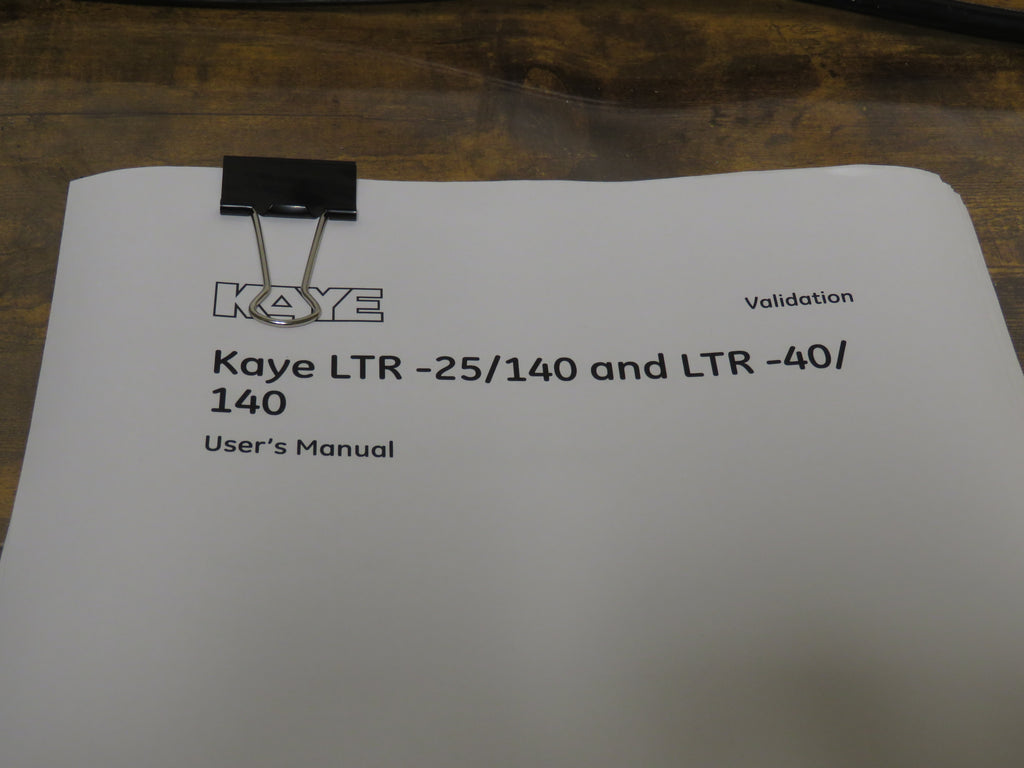 KAYE
Validation
Kaye LTR -25/140 and LTR -40/
140
User's Manual